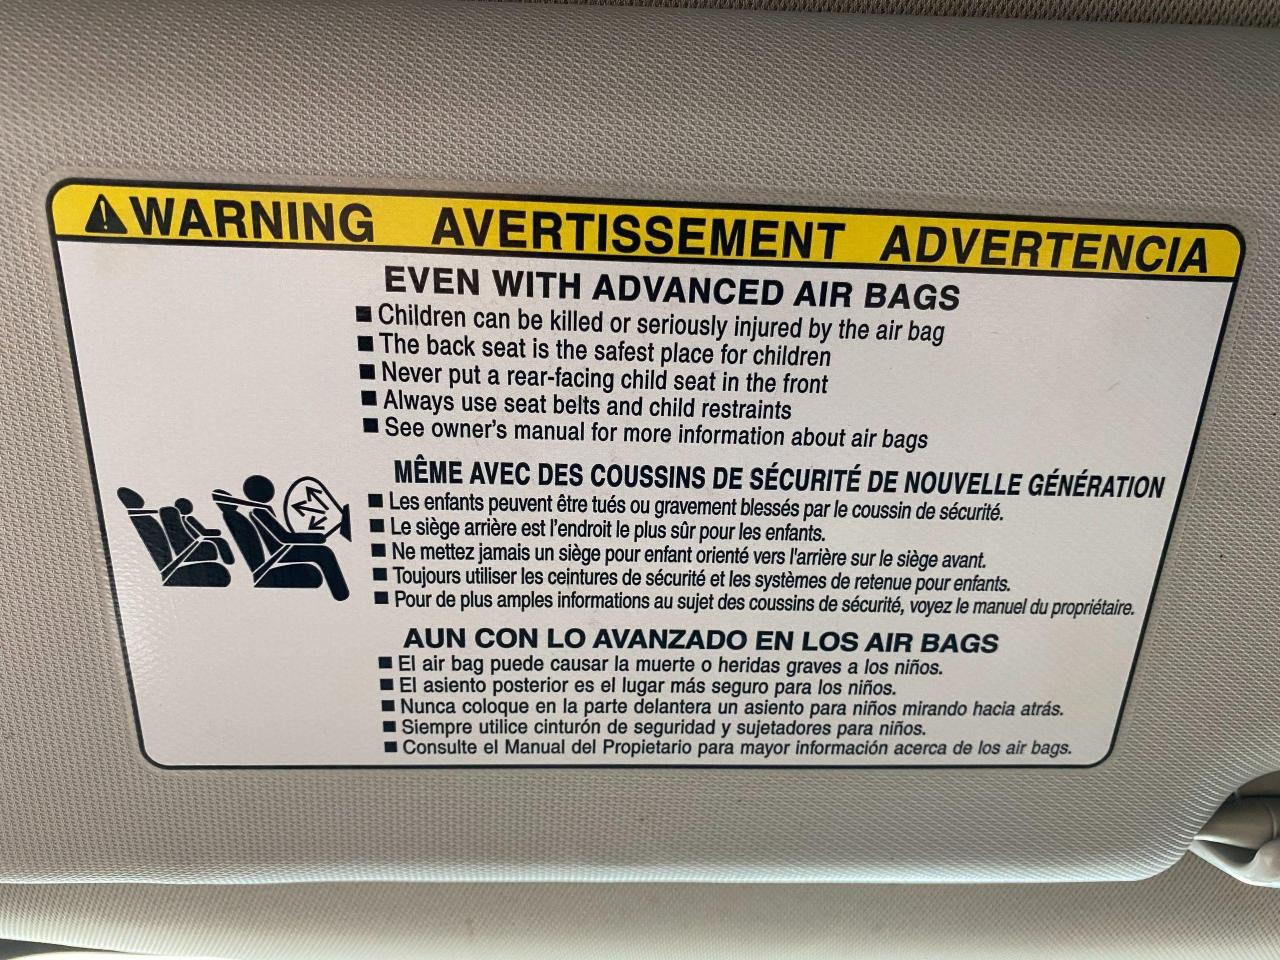 WARNING AVERTISSEMENT ADVERTENCIA
EVEN WITH ADVANCED AIR BAGS
■ Children can be killed or seriously injured by the air bag
■ The back seat is the safest place for children
■ Never put a rear-facing child seat in the front
■ Always use seat belts and child restraints
■ See owner's manual for more information about air bags
MÊME AVEC DES COUSSINS DE SÉCURITÉ DE NOUVELLE GÉNÉRATION
■ Les enfants peuvent être tués ou gravement blessés par le coussin de sécurité.
■ Le siège arrière est l'endroit le plus sûr pour les enfants.
■ Ne mettez jamais un siège pour enfant orienté vers l'arrière sur le siège avant.
■ Toujours utiliser les ceintures de sécurité et les systèmes de retenue pour enfants.
■ Pour de plus amples informations au sujet des coussins de sécurité, voyez le manuel du propriétaire.
AUN CON LO AVANZADO EN LOS AIR BAGS
■ El air bag puede causar la muerte o heridas graves a los niños.
■ El asiento posterior es el lugar más seguro para los niños.
■ Nunca coloque en la parte delantera un asiento para niños mirando hacia atrás.
■ Siempre utilice cinturón de seguridad y sujetadores para niños.
■ Consulte el Manual del Propietario para mayor información acerca de los air bags.